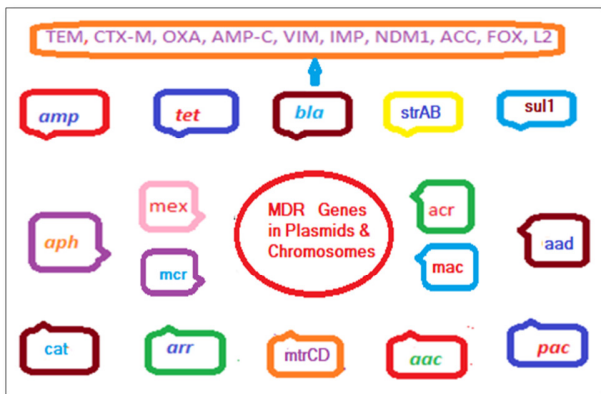 TEM, CTX-M, OXA, AMP-C, VIM, IMP, NDM1, ACC, FOX, L2
amp
tet
bla
strAB
sul1
mex
MDR Genes
in Plasmids &
Chromosomes
acr
aph
mcr
mac
aad
cat
arr
mtrCD
aac
pac